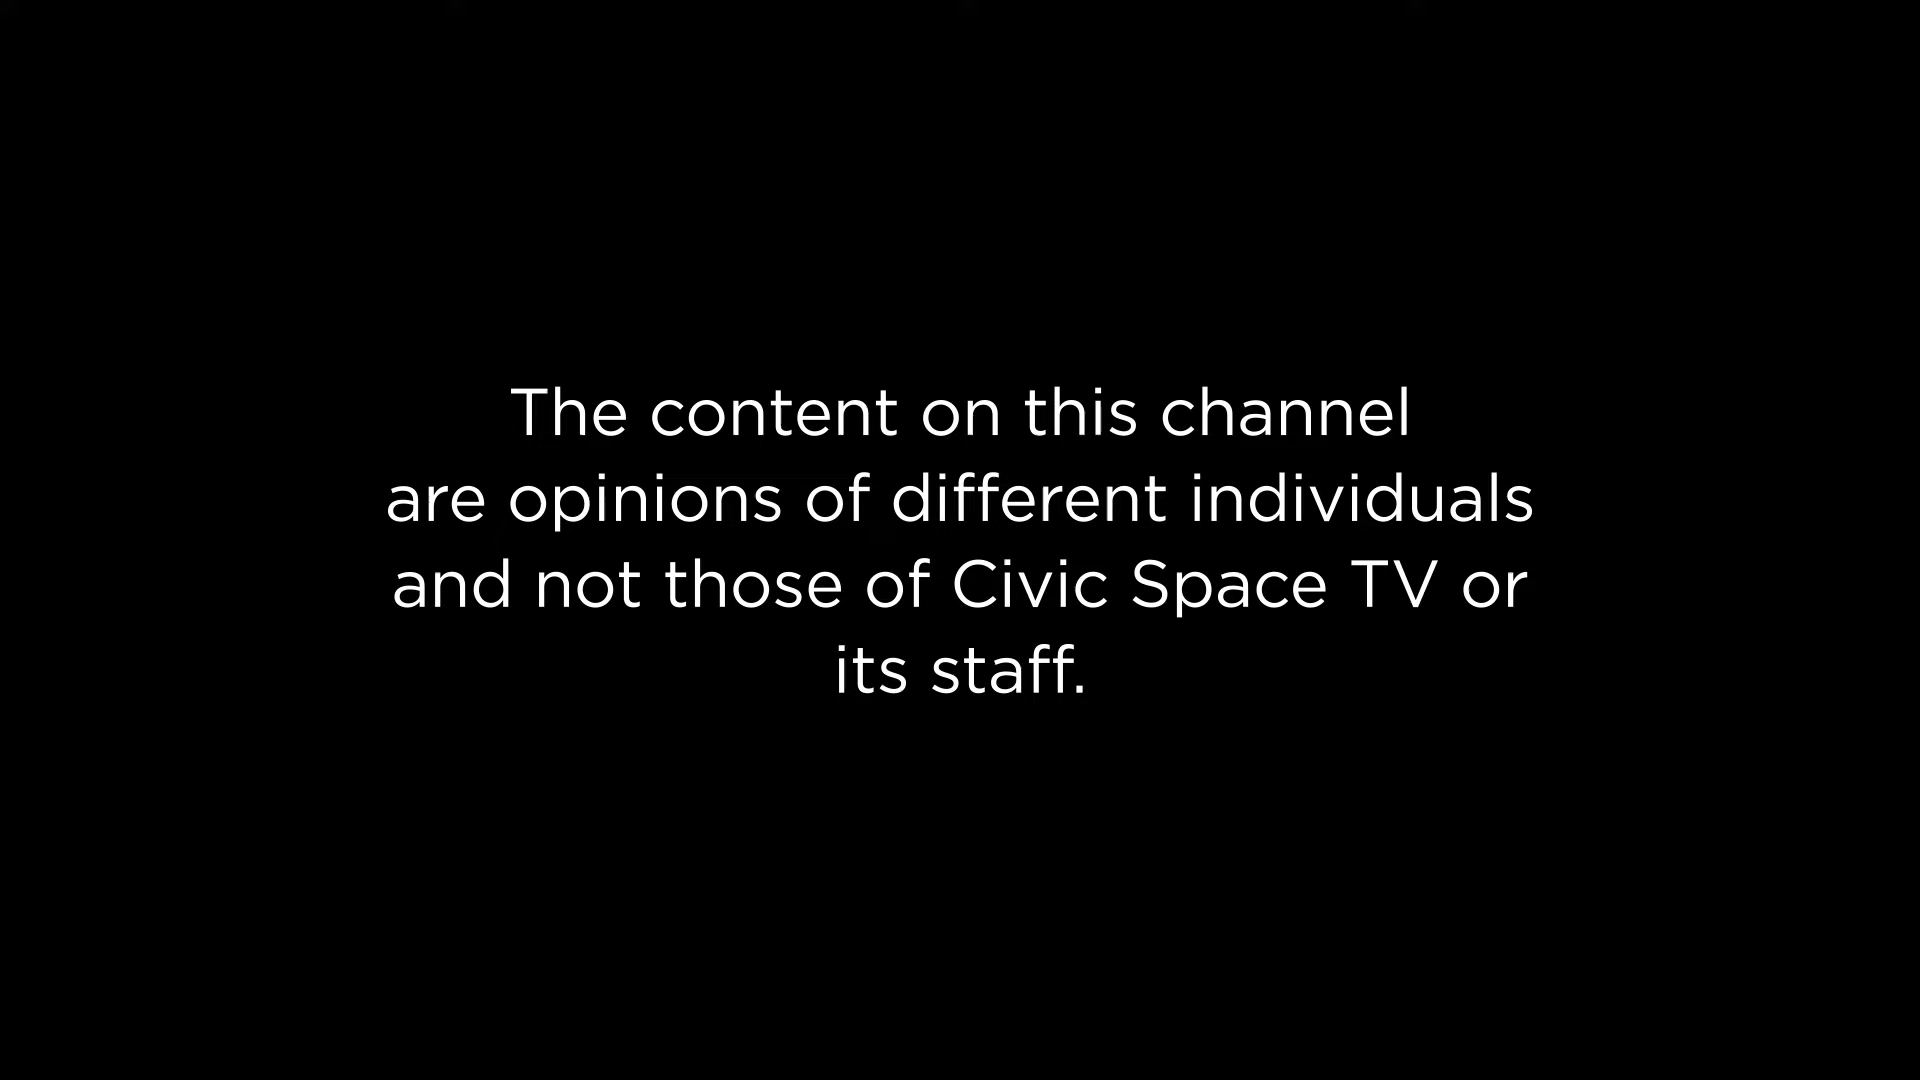 The content on this channel
are opinions of different individuals
and not those of Civic Space TV or
its staff.